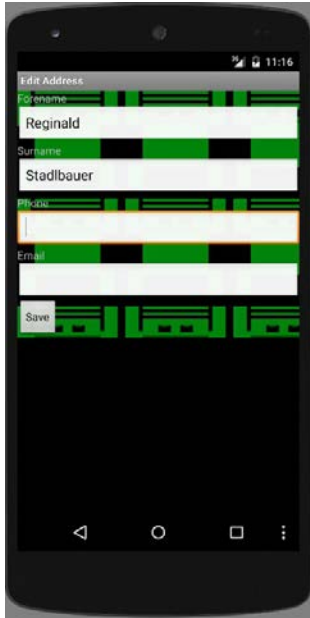 11:16
Edit Address
Forename
Reginald
Surname
Stadlbauer
Phone
Email
Save